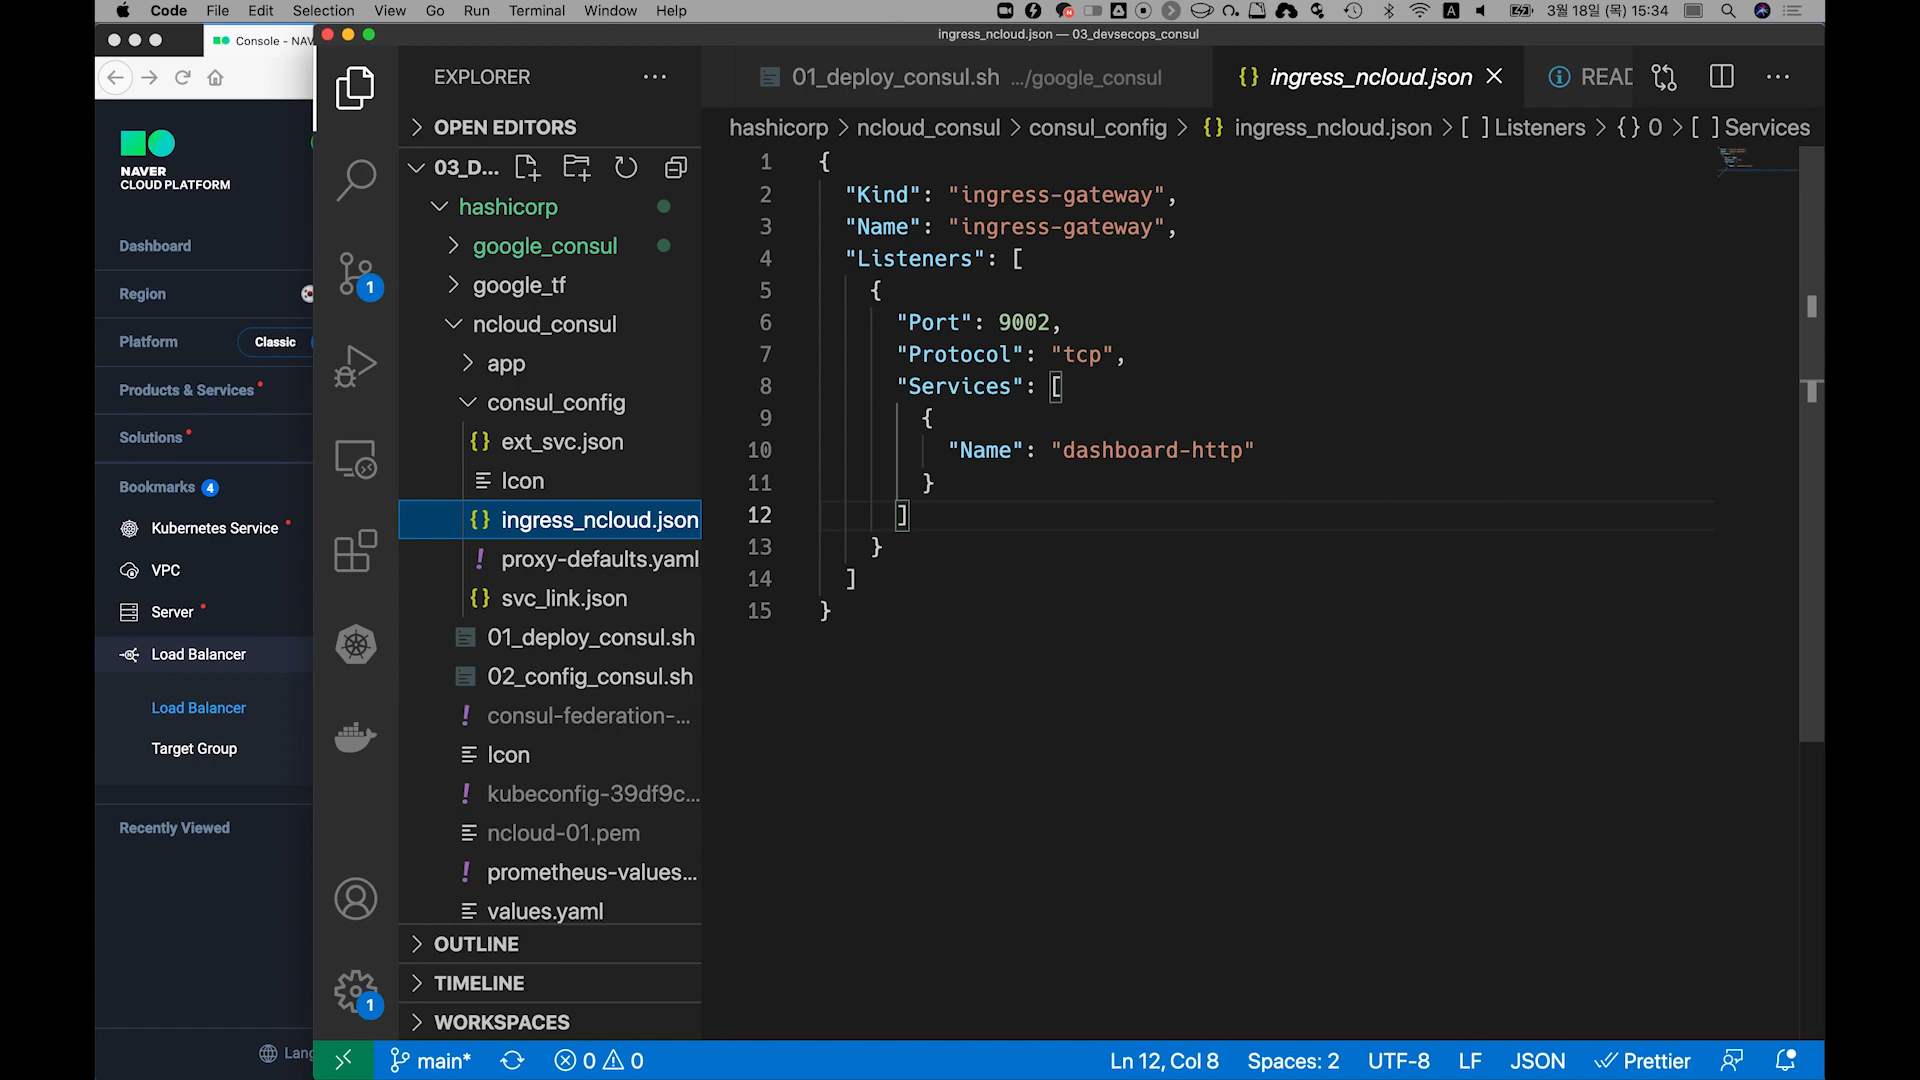 Code File Edit Selection View Go Run Terminal Window Help
A 3월 18일 (목) 15:34
Console - NAV
ingress_ncloud.json — 03_devsecops_consul
NAVER
CLOUD PLATFORM
Dashboard
Region
Platform Classic
Products & Services
Solutions
Bookmarks 4
Kubernetes Service
VPC
Server
Load Balancer
Load Balancer
Target Group
Recently Viewed
Lang
1
1
EXPLORER ...
OPEN EDITORS
03_D...
hashicorp
google_consul
google_tf
ncloud_consul
app
consul_config
{} ext_svc.json
Icon
{} ingress_ncloud.json
! proxy-defaults.yaml
{} svc_link.json
01_deploy_consul.sh
02_config_consul.sh
! consul-federation-...
Icon
! kubeconfig-39df9c...
ncloud-01.pem
! prometheus-values...
values.yaml
OUTLINE
TIMELINE
WORKSPACES
01_deploy_consul.sh .../google_consul
{} ingress_ncloud.json
READ
...
hashicorp > ncloud_consul > consul_config > {} ingress_ncloud.json > [ ] Listeners > {} 0 > [ ] Services
1 {
2 "Kind": "ingress-gateway",
3 "Name": "ingress-gateway",
4 "Listeners": [
5 {
6 "Port": 9002,
7 "Protocol": "tcp",
8 "Services": [
9 {
10 "Name": "dashboard-http"
11 }
12 ]
13 }
14 ]
15 }
main* 0 0 Ln 12, Col 8 Spaces: 2 UTF-8 LF JSON Prettier